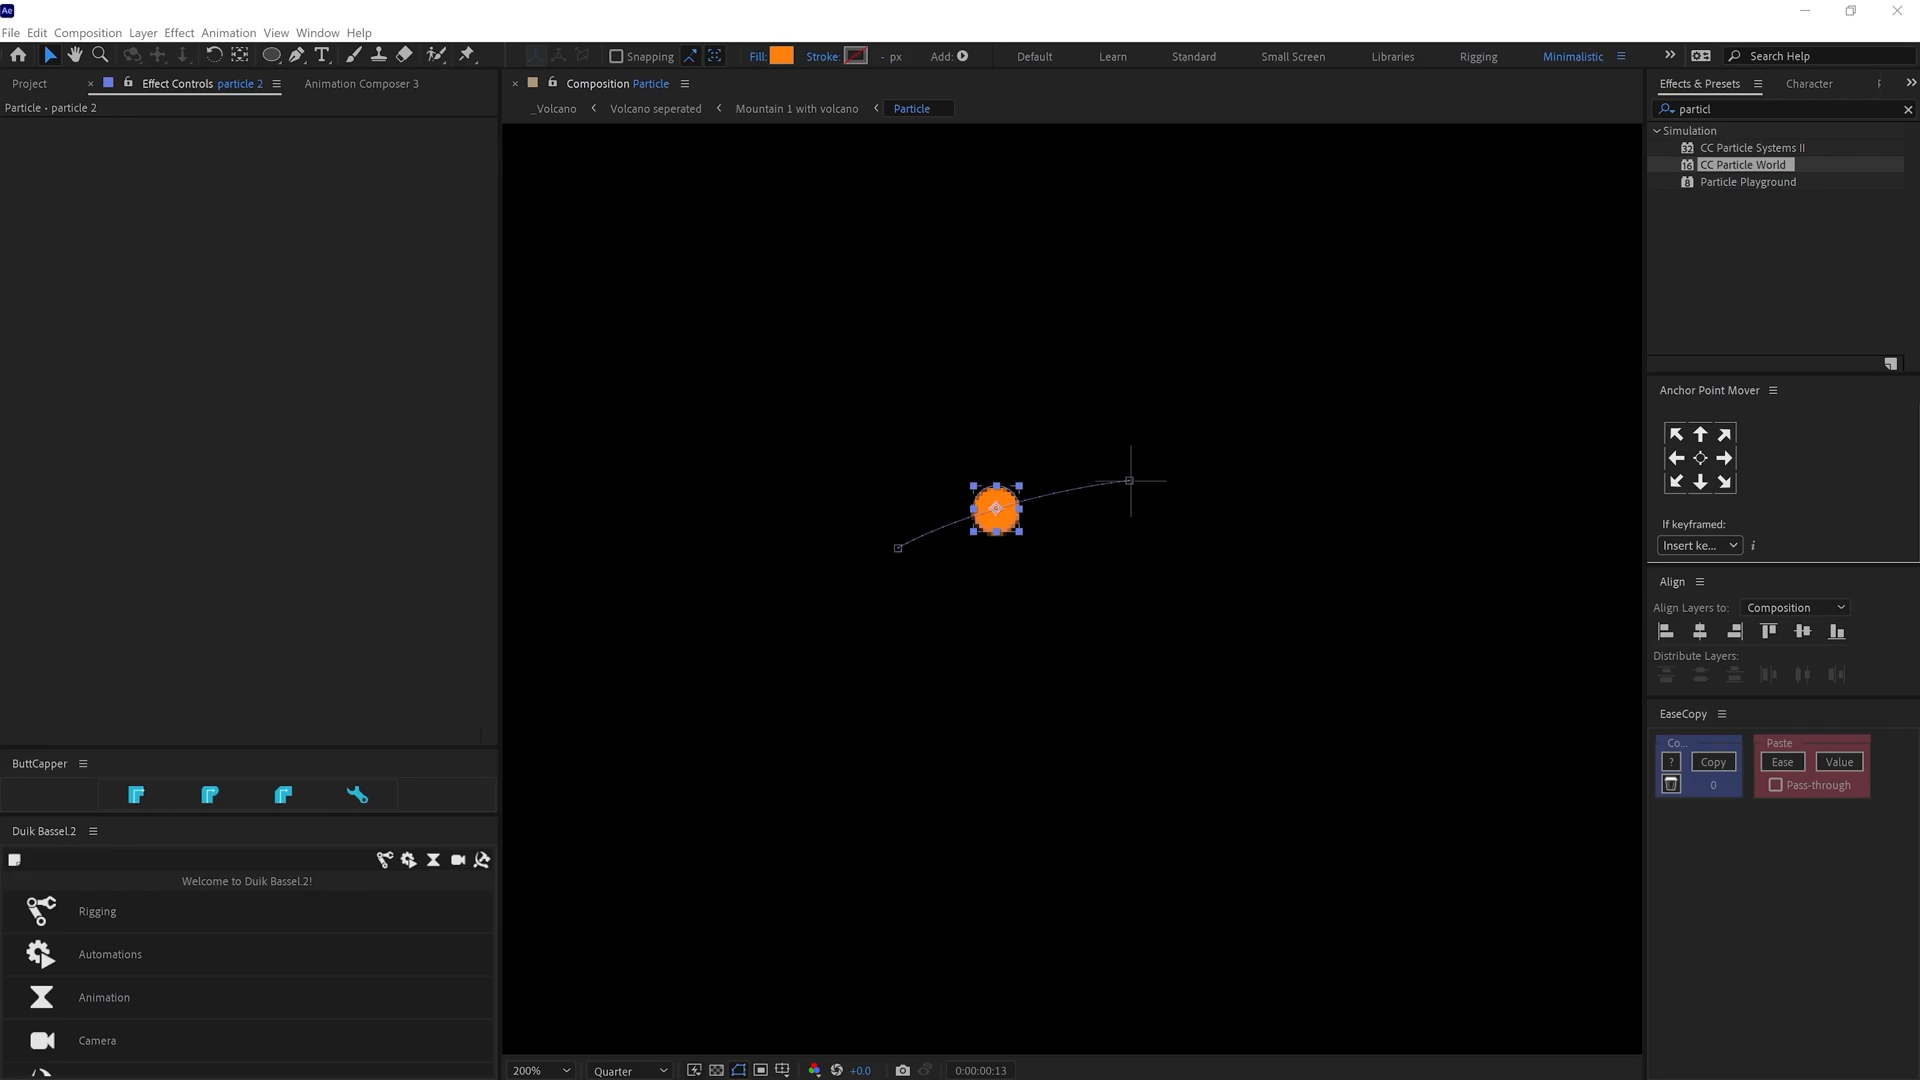 Ae
File Edit Composition Layer Effect Animation View Window Help
Snapping Fill: Stroke: - px Add: Default Learn Standard Small Screen Libraries Rigging Minimalistic Search Help
Project Effect Controls particle 2 Animation Composer 3
Composition Particle
Effects & Presets Character
Particle • particle 2
_Volcano Volcano seperated Mountain 1 with volcano Particle
particl
Simulation
32 CC Particle Systems II
16 CC Particle World
8 Particle Playground
Anchor Point Mover
If keyframed:
Insert ke... i
Align
Align Layers to: Composition
Distribute Layers:
EaseCopy
Co... Paste
? Copy Ease Value
0 Pass-through
ButtCapper
Duik Bassel.2
Welcome to Duik Bassel.2!
Rigging
Automations
Animation
Camera
200% Quarter +0.0 0:00:00:13